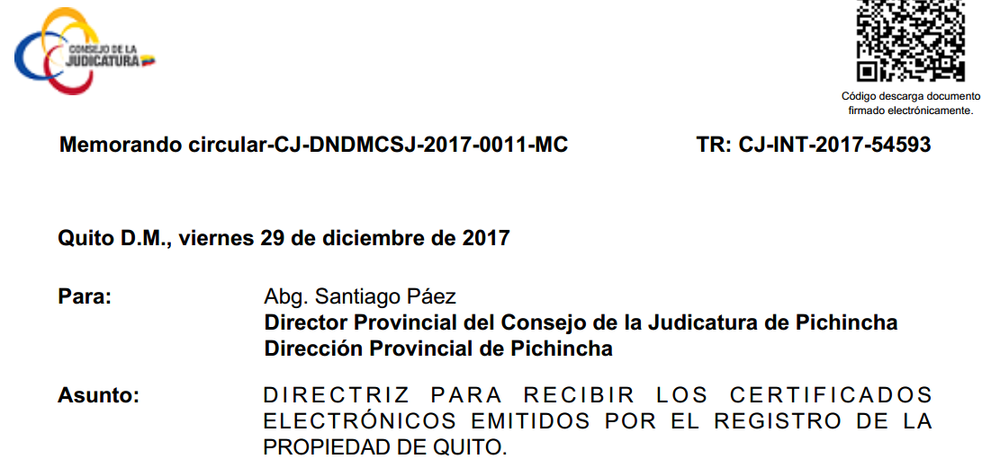 CONSEJO DE LA
JUDICATURA
Código descarga documento
firmado electrónicamente.
Memorando circular-CJ-DNDMCSJ-2017-0011-MC TR: CJ-INT-2017-54593
Quito D.M., viernes 29 de diciembre de 2017
Para: Abg. Santiago Páez
Director Provincial del Consejo de la Judicatura de Pichincha
Dirección Provincial de Pichincha
Asunto: DIRECTRIZ PARA RECIBIR LOS CERTIFICADOS
ELECTRÓNICOS EMITIDOS POR EL REGISTRO DE LA
PROPIEDAD DE QUITO.